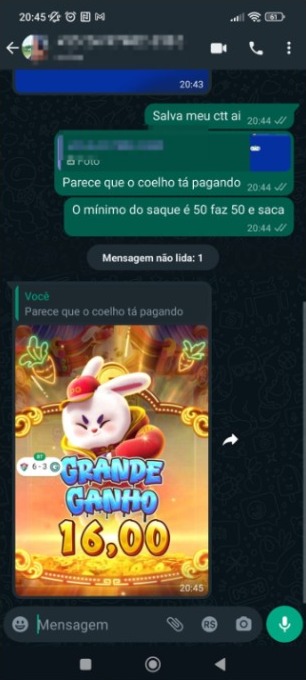 20:45
61
20:43
Salva meu ctt ai
20:44
Foto
Parece que o coelho tá pagando
20:44
O mínimo do saque é 50 faz 50 e saca
20:44
Mensagem não lida: 1
Você
Parece que o coelho tá pagando
6-3
GRANDE
GANHO
16,00
20:45
Mensagem
R$